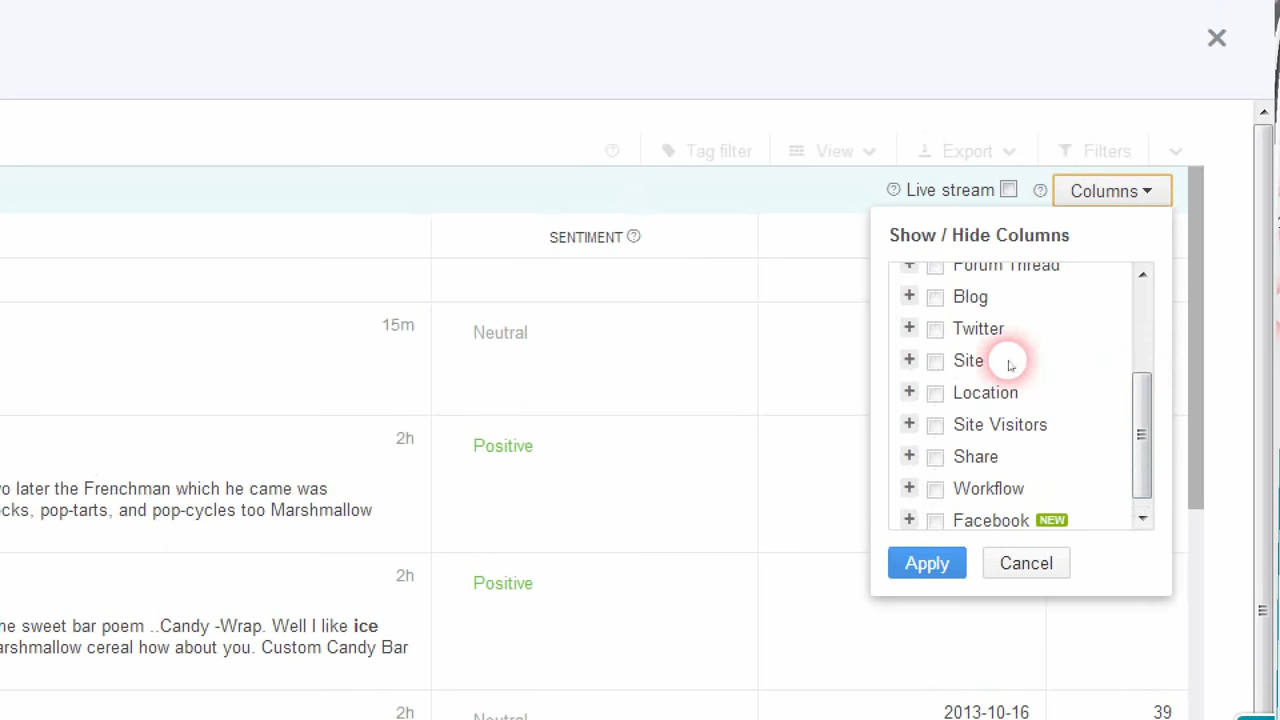 Tag filter View Export Filters
Live stream Columns
Show / Hide Columns
SENTIMENT
Forum Thread
Blog
Twitter
Site
Location
Site Visitors
Share
Workflow
Facebook NEW
Apply Cancel
15m Neutral
2h Positive
o later the Frenchman which he came was
cks, pop-tarts, and pop-cycles too Marshmallow
2h Positive
he sweet bar poem ..Candy -Wrap. Well I like ice
arshmallow cereal how about you. Custom Candy Bar
2h Neutral 2013-10-16 39